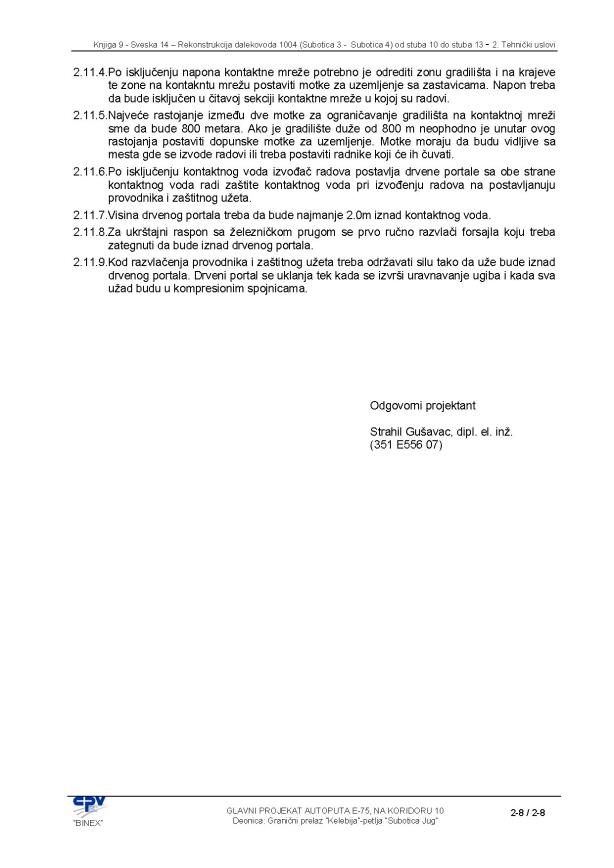 Knjiga 9 - Sveska 14 – Rekonstrukcija dalekovoda 1004 (Subotica 3 - Subotica 4) od stuba 10 do stuba 13 - 2. Tehnički uslovi
2.11.4.Po isključenju napona kontaktne mreže potrebno je odrediti zonu gradilišta i na krajeve
te zone na kontakntu mrežu postaviti motke za uzemljenje sa zastavicama. Napon treba
da bude isključen u čitavoj sekciji kontaktne mreže u kojoj su radovi.
2.11.5.Najveće rastojanje između dve motke za ograničavanje gradilišta na kontaktnoj mreži
sme da bude 800 metara. Ako je gradilište duže od 800 m neophodno je unutar ovog
rastojanja postaviti dopunske motke za uzemljenje. Motke moraju da budu vidljive sa
mesta gde se izvode radovi ili treba postaviti radnike koji će ih čuvati.
2.11.6.Po isključenju kontaktnog voda izvođač radova postavlja drvene portale sa obe strane
kontaktnog voda radi zaštite kontaktnog voda pri izvođenju radova na postavljanuju
provodnika i zaštitnog užeta.
2.11.7.Visina drvenog portala treba da bude najmanje 2.0m iznad kontaktnog voda.
2.11.8.Za ukrštajni raspon sa železničkom prugom se prvo ručno razvlači forsajla koju treba
zategnuti da bude iznad drvenog portala.
2.11.9.Kod razvlačenja provodnika i zaštitnog užeta treba održavati silu tako da uže bude iznad
drvenog portala. Drveni portal se uklanja tek kada se izvrši uravnavanje ugiba i kada sva
užad budu u kompresionim spojnicama.
Odgovorni projektant
Strahil Gušavac, dipl. el. inž.
(351 E556 07)
CPV
"BINEX"
GLAVNI PROJEKAT AUTOPUTA E-75, NA KORIDORU 10
Deonica: Granični prelaz "Kelebija"-petlja "Subotica Jug"
2-8 / 2-8